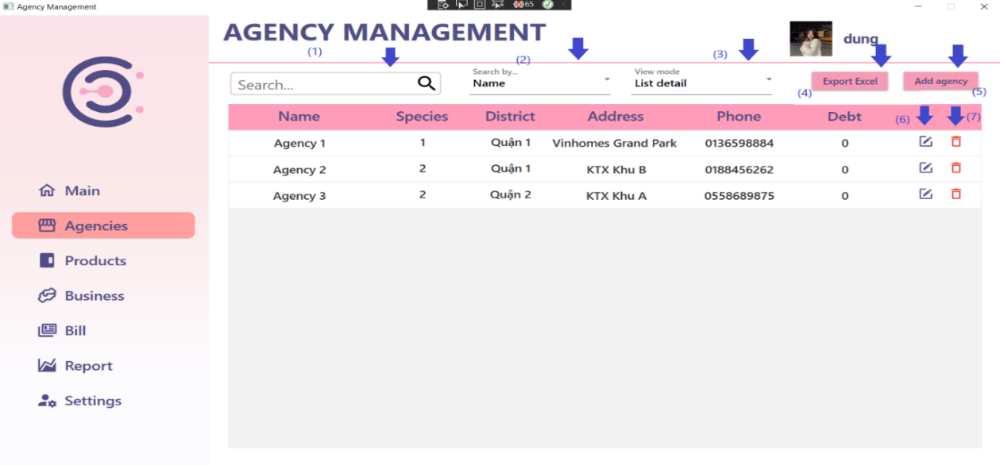 Agency Management
65
AGENCY MANAGEMENT
dung
(1)
(2)
(3)
Search...
Search by...
Name
View mode
List detail
Export Excel
Add agency
(4)
(5)
Name Species District Address Phone Debt
(6)
(7)
Agency 1 1 Quận 1 Vinhomes Grand Park 0136598884 0
Agency 2 2 Quận 1 KTX Khu B 0188456262 0
Agency 3 2 Quận 2 KTX Khu A 0558689875 0
Main
Agencies
Products
Business
Bill
Report
Settings